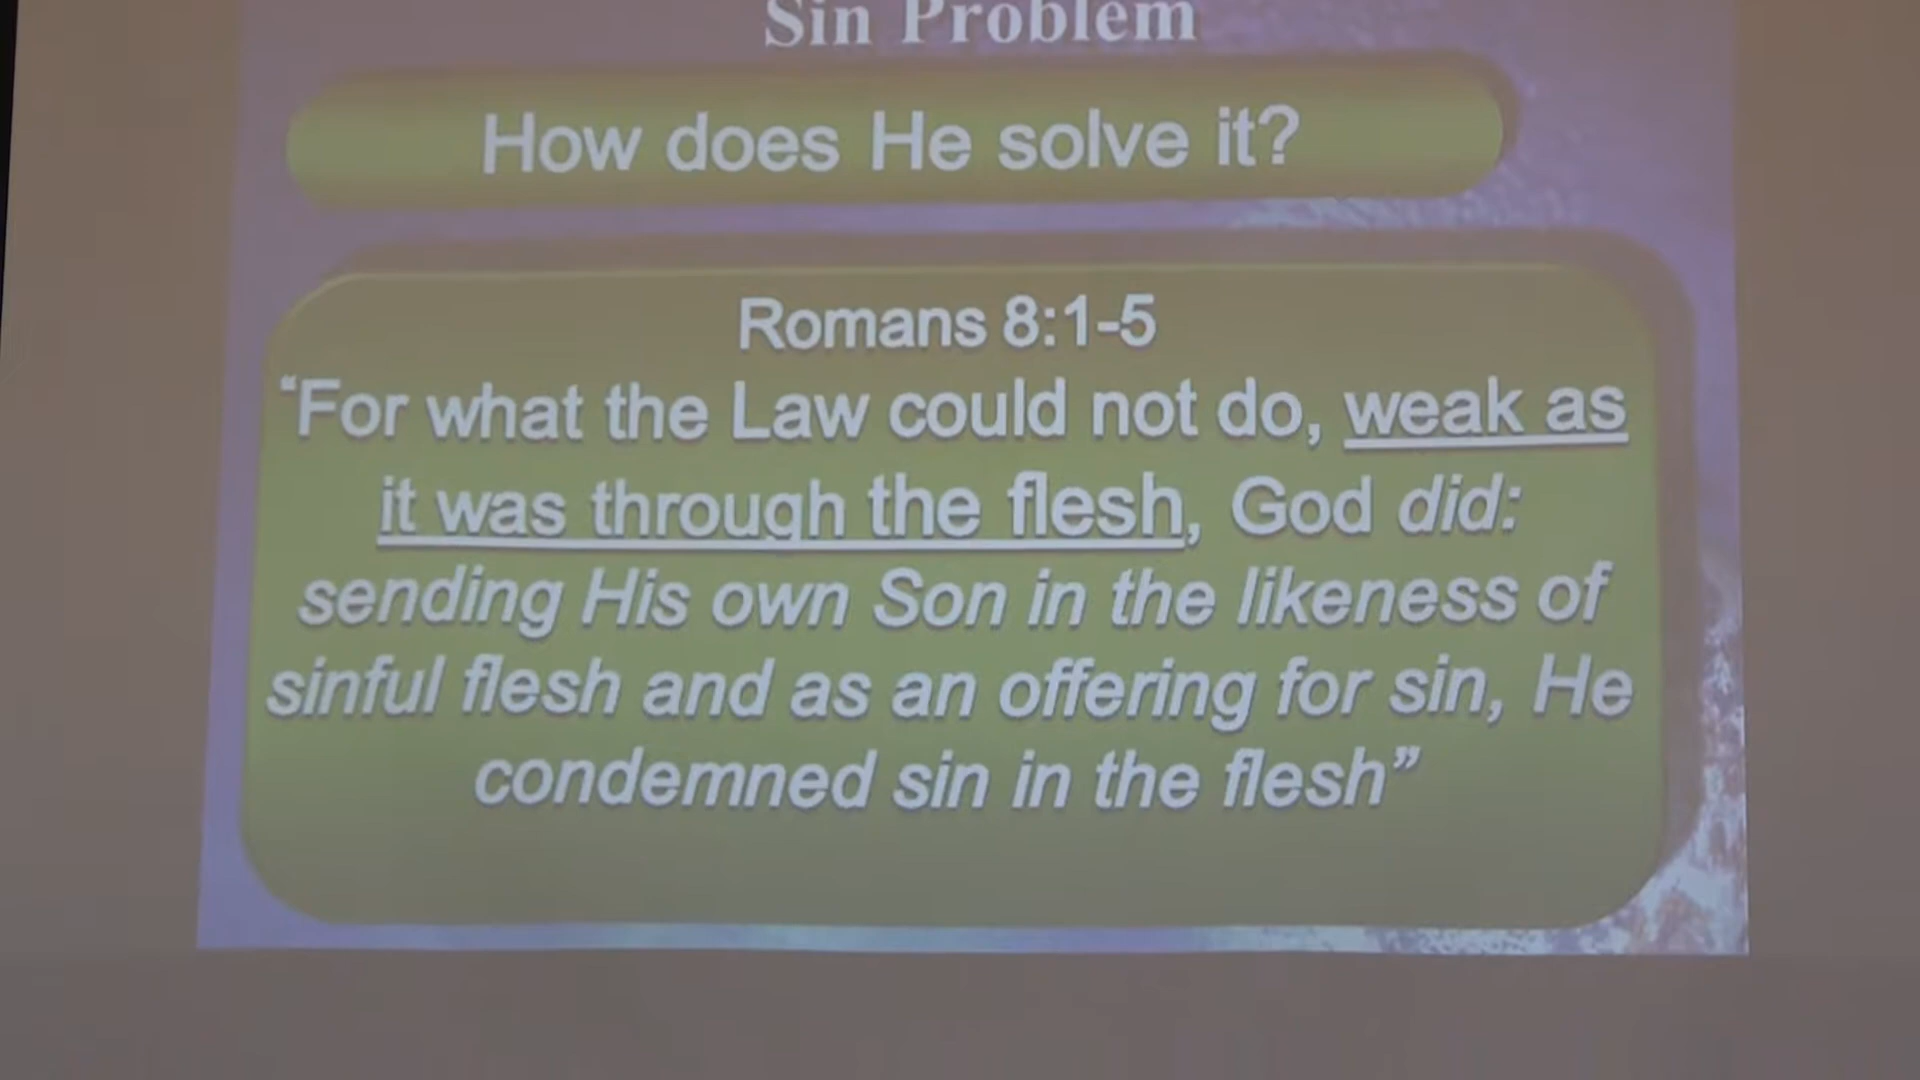 Sin Problem
How does He solve it?
Romans 8:1-5
“For what the Law could not do, weak as
it was through the flesh, God did:
sending His own Son in the likeness of
sinful flesh and as an offering for sin, He
condemned sin in the flesh”